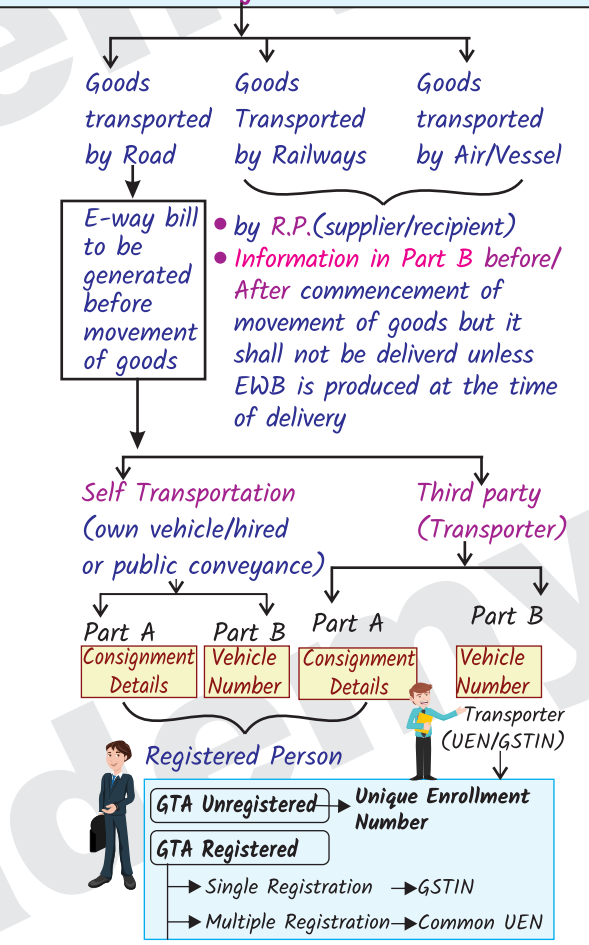 Goods
transported
by Road
Goods
Transported
by Railways
Goods
transported
by Air/Vessel
E-way bill
to be
generated
before
movement
of goods
• by R.P.(supplier/recipient)
• Information in Part B before/
After commencement of
movement of goods but it
shall not be deliverd unless
EWB is produced at the time
of delivery
Self Transportation
(own vehicle/hired
or public conveyance)
Third party
(Transporter)
Part A
Consignment
Details
Part B
Vehicle
Number
Part A
Consignment
Details
Part B
Vehicle
Number
Registered Person
Transporter
(UEN/GSTIN)
GTA Unregistered
Unique Enrollment
Number
GTA Registered
Single Registration
GSTIN
Multiple Registration
Common UEN